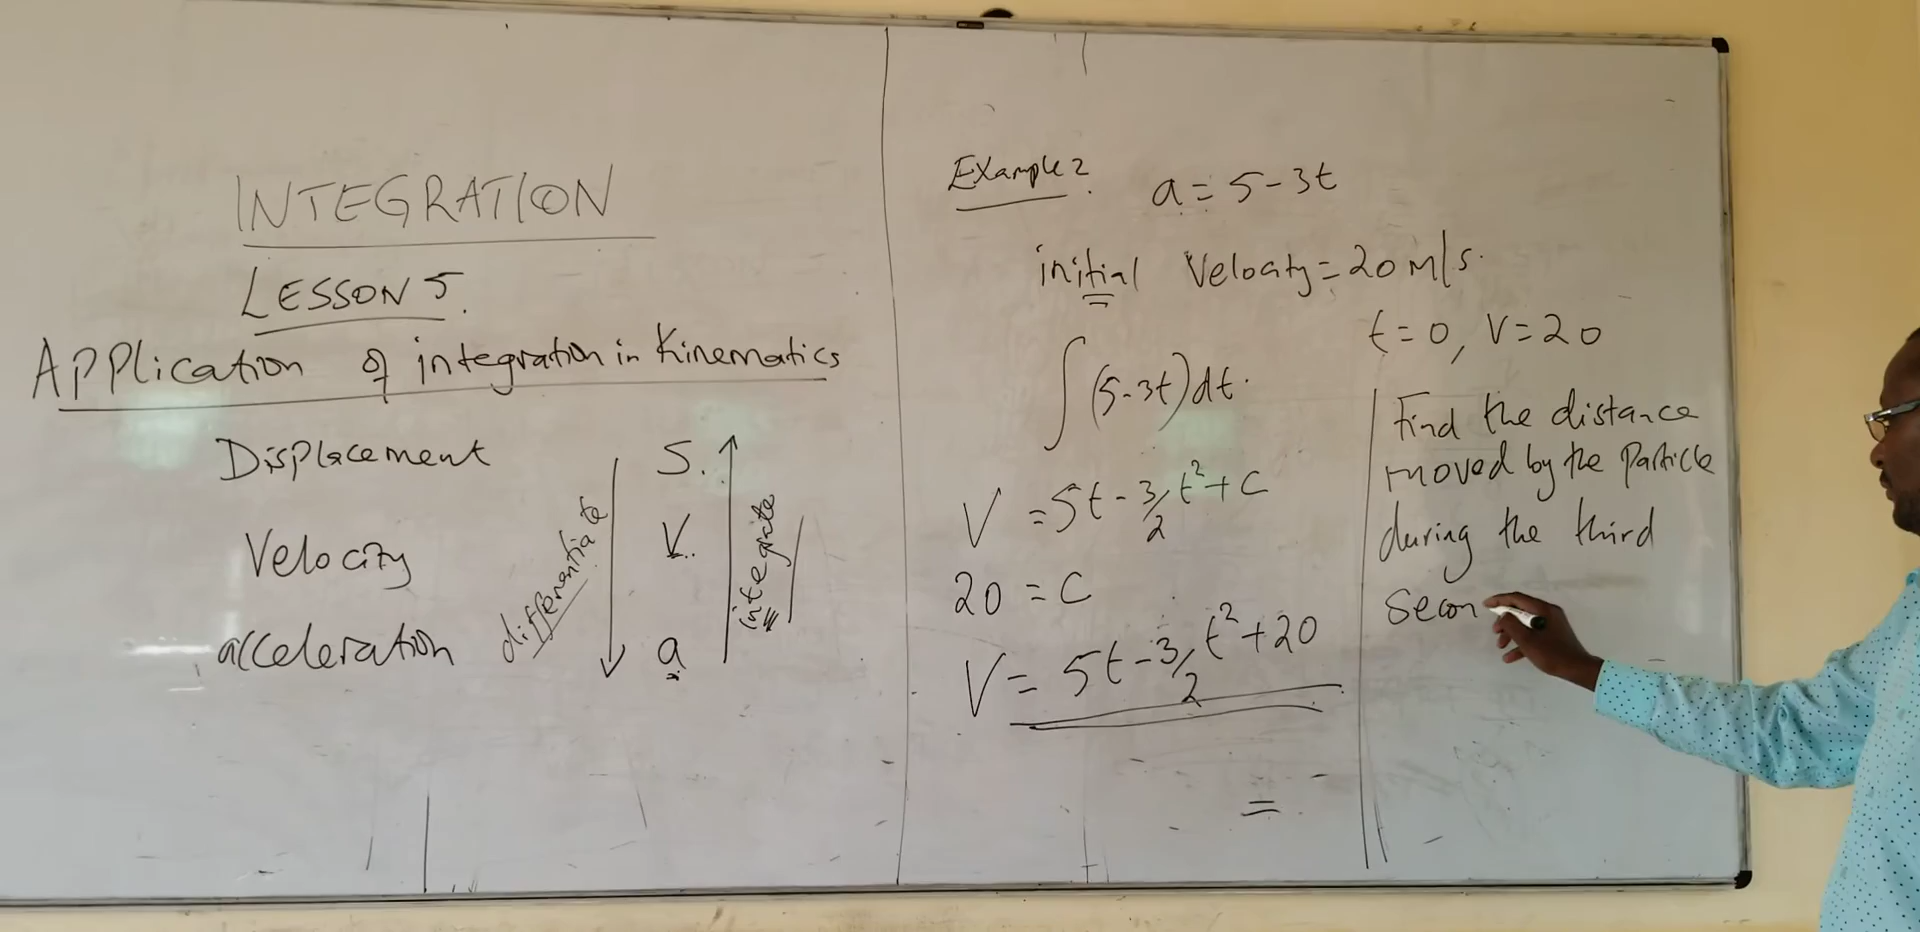 INTEGRATION
LESSON 5.
Application of integration in Kinematics
Displacement
Velocity
acceleration
differentiate
S.
V.
a
integrate
Example 2.
a = 5 - 3t
initial Velocity = 20 m/s.
t = 0, V = 20
∫(5-3t)dt.
V = 5t - 3/2 t² + C
20 = C
V = 5t - 3/2 t² + 20
=
Find the distance
moved by the Particle
during the third
Secon